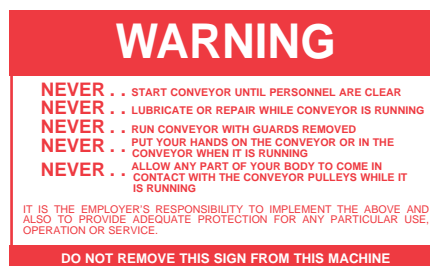 WARNING
NEVER . . START CONVEYOR UNTIL PERSONNEL ARE CLEAR
NEVER . . LUBRICATE OR REPAIR WHILE CONVEYOR IS RUNNING
NEVER . . RUN CONVEYOR WITH GUARDS REMOVED
NEVER . . PUT YOUR HANDS ON THE CONVEYOR OR IN THE
CONVEYOR WHEN IT IS RUNNING
NEVER . . ALLOW ANY PART OF YOUR BODY TO COME IN
CONTACT WITH THE CONVEYOR PULLEYS WHILE IT
IS RUNNING
IT IS THE EMPLOYER'S RESPONSIBILITY TO IMPLEMENT THE ABOVE AND
ALSO TO PROVIDE ADEQUATE PROTECTION FOR ANY PARTICULAR USE,
OPERATION OR SERVICE.
DO NOT REMOVE THIS SIGN FROM THIS MACHINE